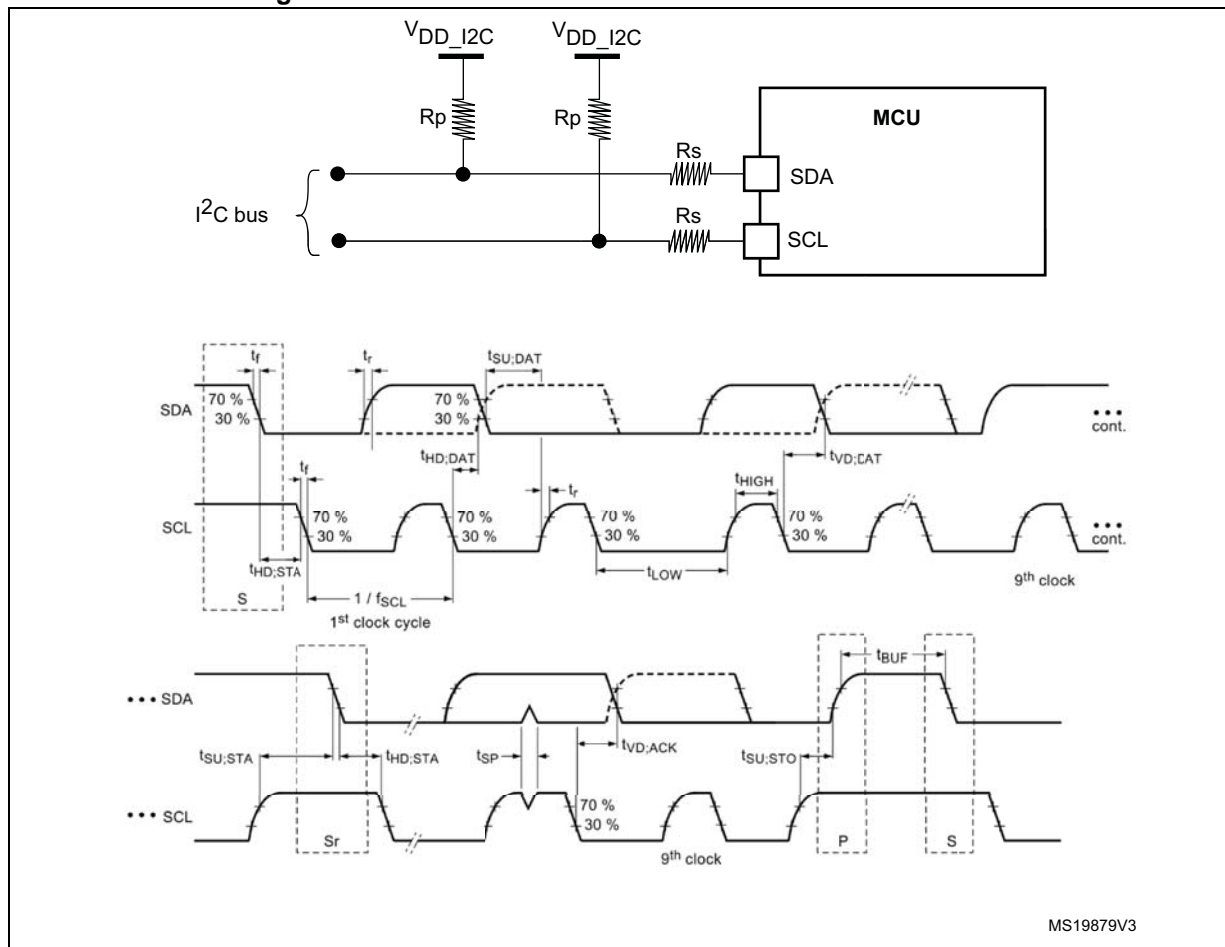 V_DD_I2C V_DD_I2C
Rp Rp
MCU
Rs
SDA
I²C bus
Rs
SCL
t_f t_r t_SU;DAT
SDA
70 % 70 %
30 % 30 %
cont.
t_HD;DAT t_VD;DAT
t_f t_r t_HIGH
SCL
70 % 70 % 70 % 70 %
30 % 30 % 30 % 30 %
cont.
t_HD;STA t_LOW
S 1 / f_SCL 9th clock
1st clock cycle
t_BUF
SDA
t_SU;STA t_HD;STA t_SP t_VD;ACK t_SU;STO
70 %
SCL
30 %
Sr 9th clock P S
MS19879V3